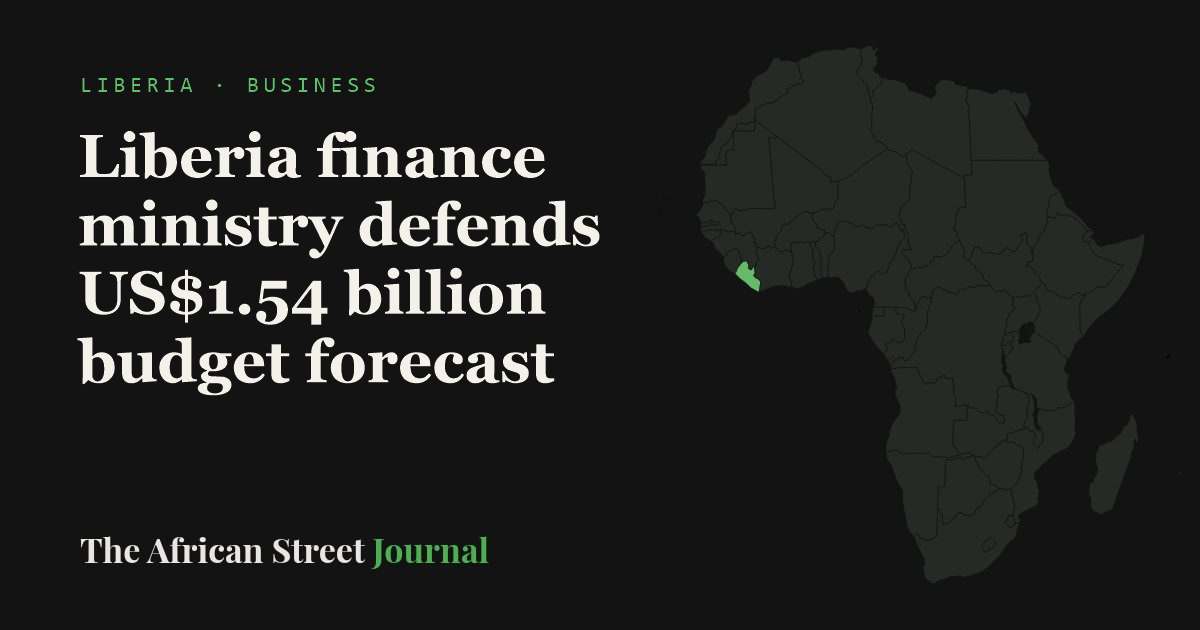 LIBERIA · BUSINESS
Liberia finance
ministry defends
US$1.54 billion
budget forecast
The African Street Journal